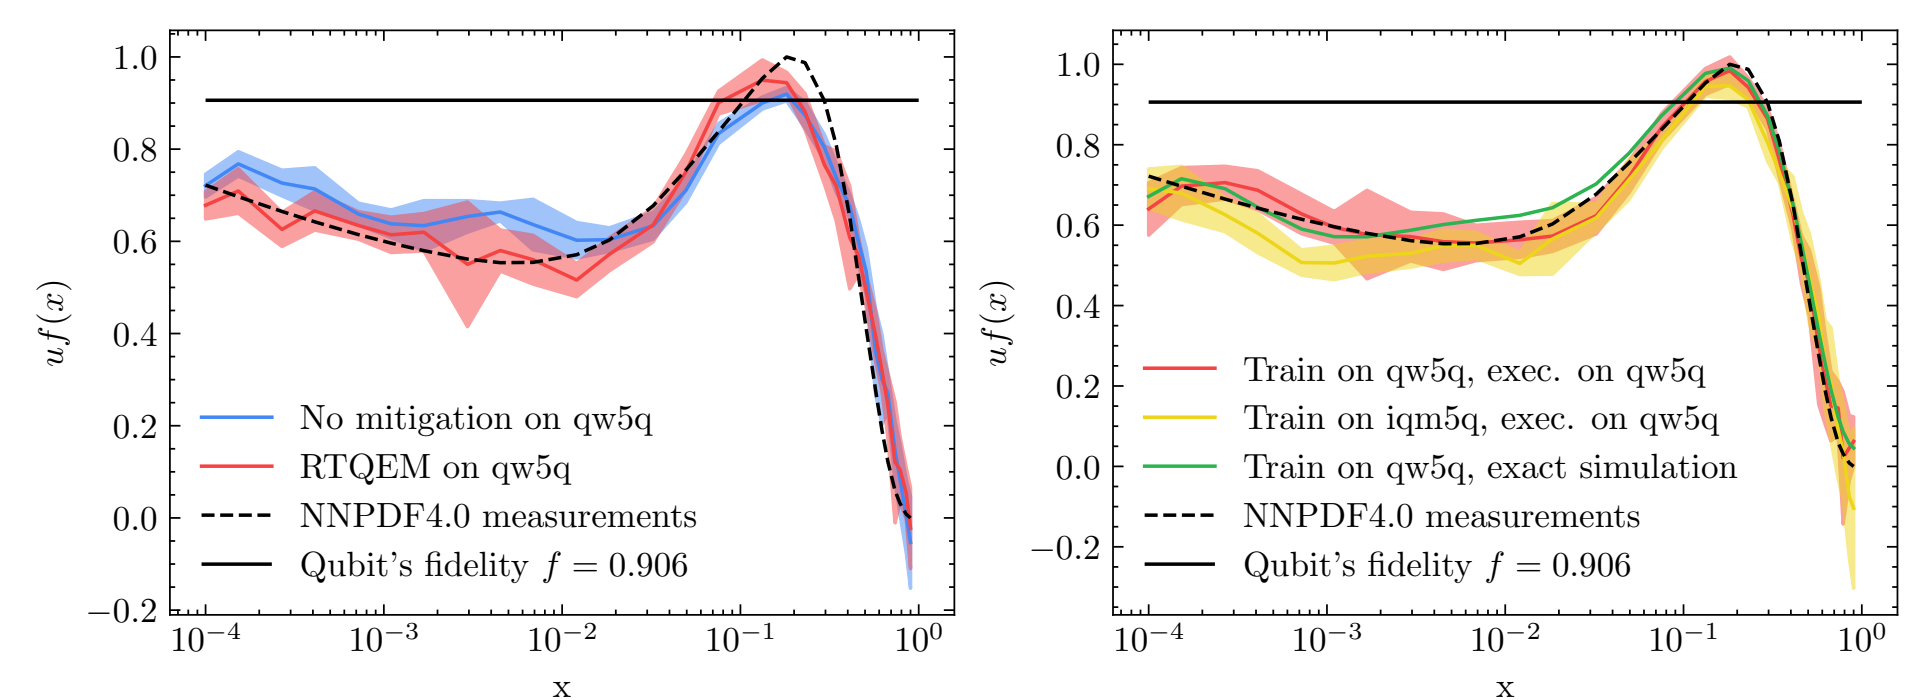 1.0
0.8
0.6
0.4
0.2
0.0
−0.2
uf(x)
No mitigation on qw5q
RTQEM on qw5q
NNPDF4.0 measurements
Qubit's fidelity f = 0.906
10⁻⁴ 10⁻³ 10⁻² 10⁻¹ 10⁰
x
1.0
0.8
0.6
0.4
0.2
0.0
−0.2
uf(x)
Train on qw5q, exec. on qw5q
Train on iqm5q, exec. on qw5q
Train on qw5q, exact simulation
NNPDF4.0 measurements
Qubit's fidelity f = 0.906
10⁻⁴ 10⁻³ 10⁻² 10⁻¹ 10⁰
x